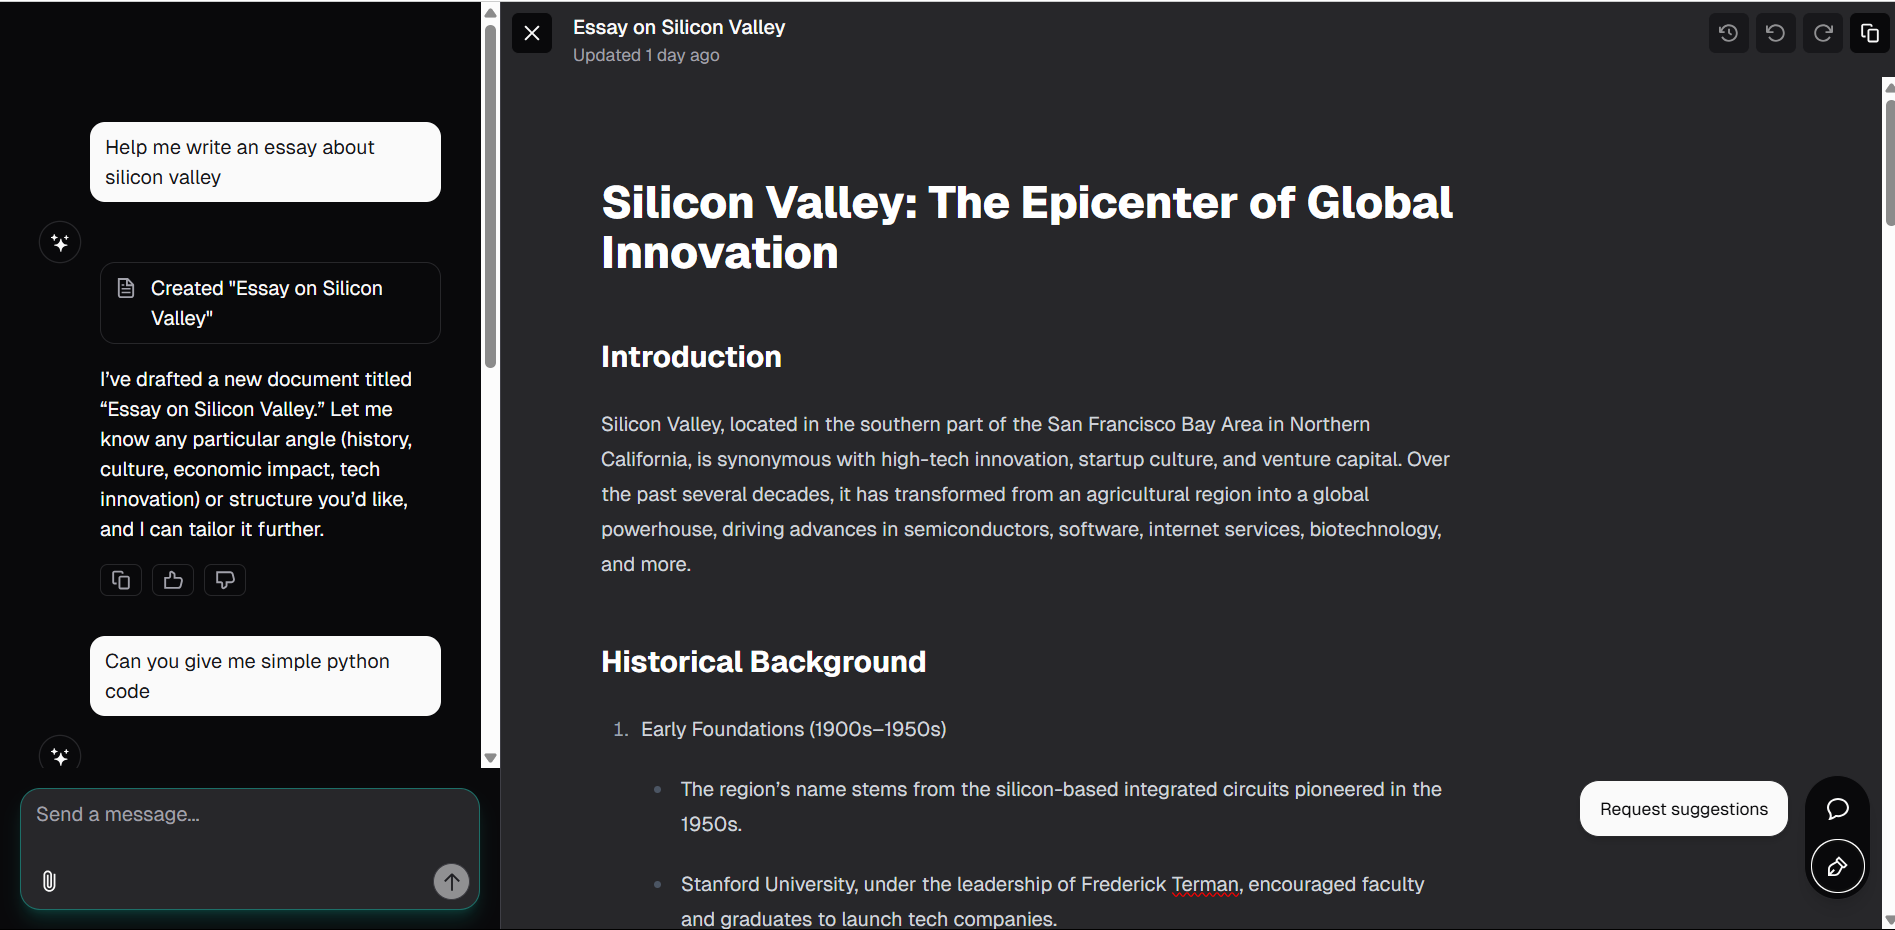 Help me write an essay about
silicon valley
Created "Essay on Silicon
Valley"
I’ve drafted a new document titled
“Essay on Silicon Valley.” Let me
know any particular angle (history,
culture, economic impact, tech
innovation) or structure you’d like,
and I can tailor it further.
Can you give me simple python
code
Send a message...
Essay on Silicon Valley
Updated 1 day ago
Silicon Valley: The Epicenter of Global
Innovation
Introduction
Silicon Valley, located in the southern part of the San Francisco Bay Area in Northern
California, is synonymous with high-tech innovation, startup culture, and venture capital. Over
the past several decades, it has transformed from an agricultural region into a global
powerhouse, driving advances in semiconductors, software, internet services, biotechnology,
and more.
Historical Background
1. Early Foundations (1900s–1950s)
• The region’s name stems from the silicon-based integrated circuits pioneered in the
1950s.
• Stanford University, under the leadership of Frederick Terman, encouraged faculty
and graduates to launch tech companies.
Request suggestions